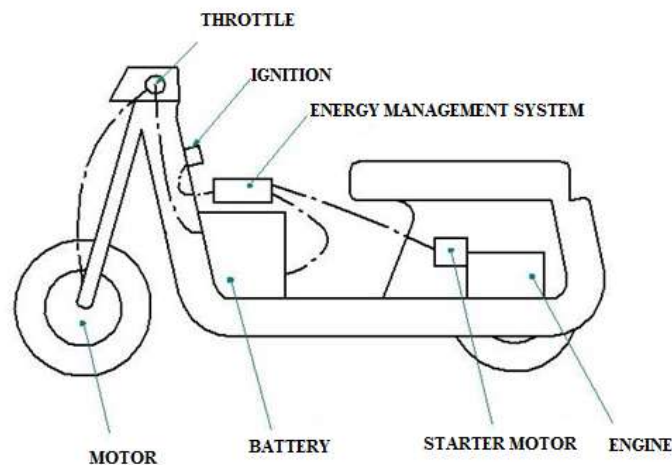 THROTTLE
IGNITION
ENERGY MANAGEMENT SYSTEM
MOTOR
BATTERY
STARTER MOTOR
ENGINE